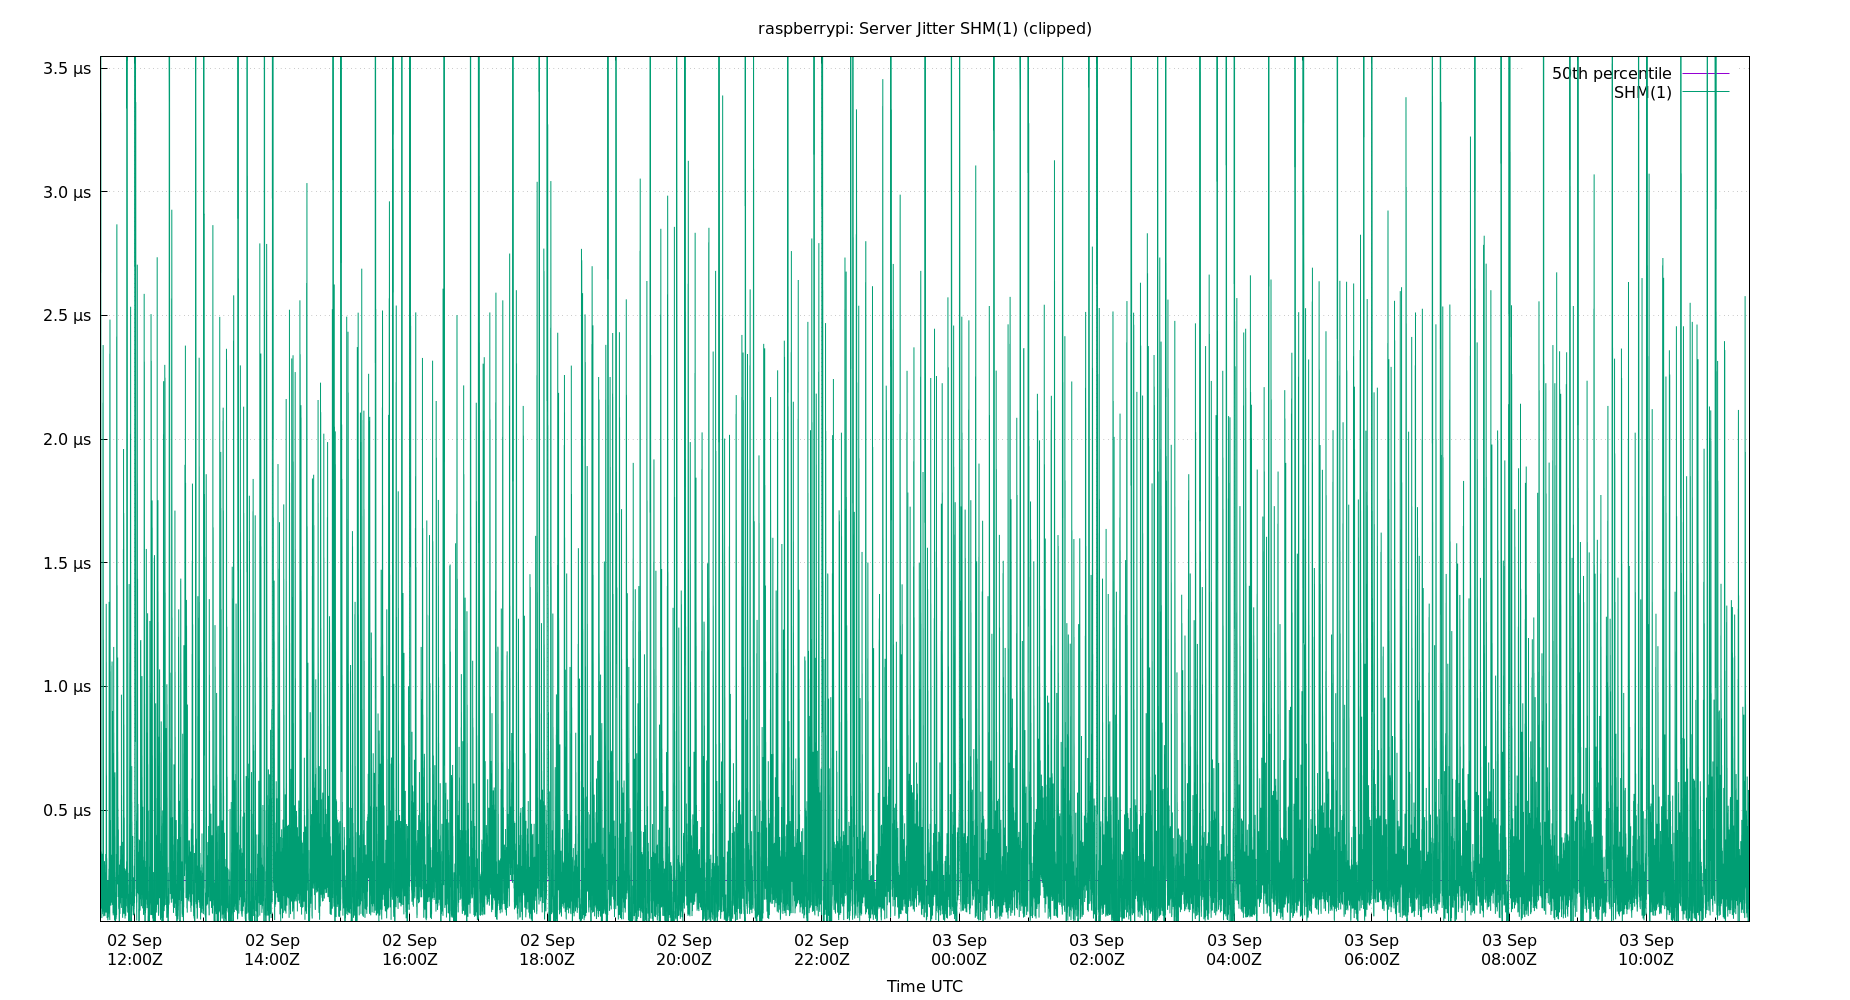 raspberrypi: Server Jitter SHM(1) (clipped)
3.5 µs
50th percentile
SHM(1)
3.0 µs
2.5 µs
2.0 µs
1.5 µs
1.0 µs
0.5 µs
02 Sep 02 Sep 02 Sep 02 Sep 02 Sep 02 Sep 03 Sep 03 Sep 03 Sep 03 Sep 03 Sep 03 Sep
12:00Z 14:00Z 16:00Z 18:00Z 20:00Z 22:00Z 00:00Z 02:00Z 04:00Z 06:00Z 08:00Z 10:00Z
Time UTC